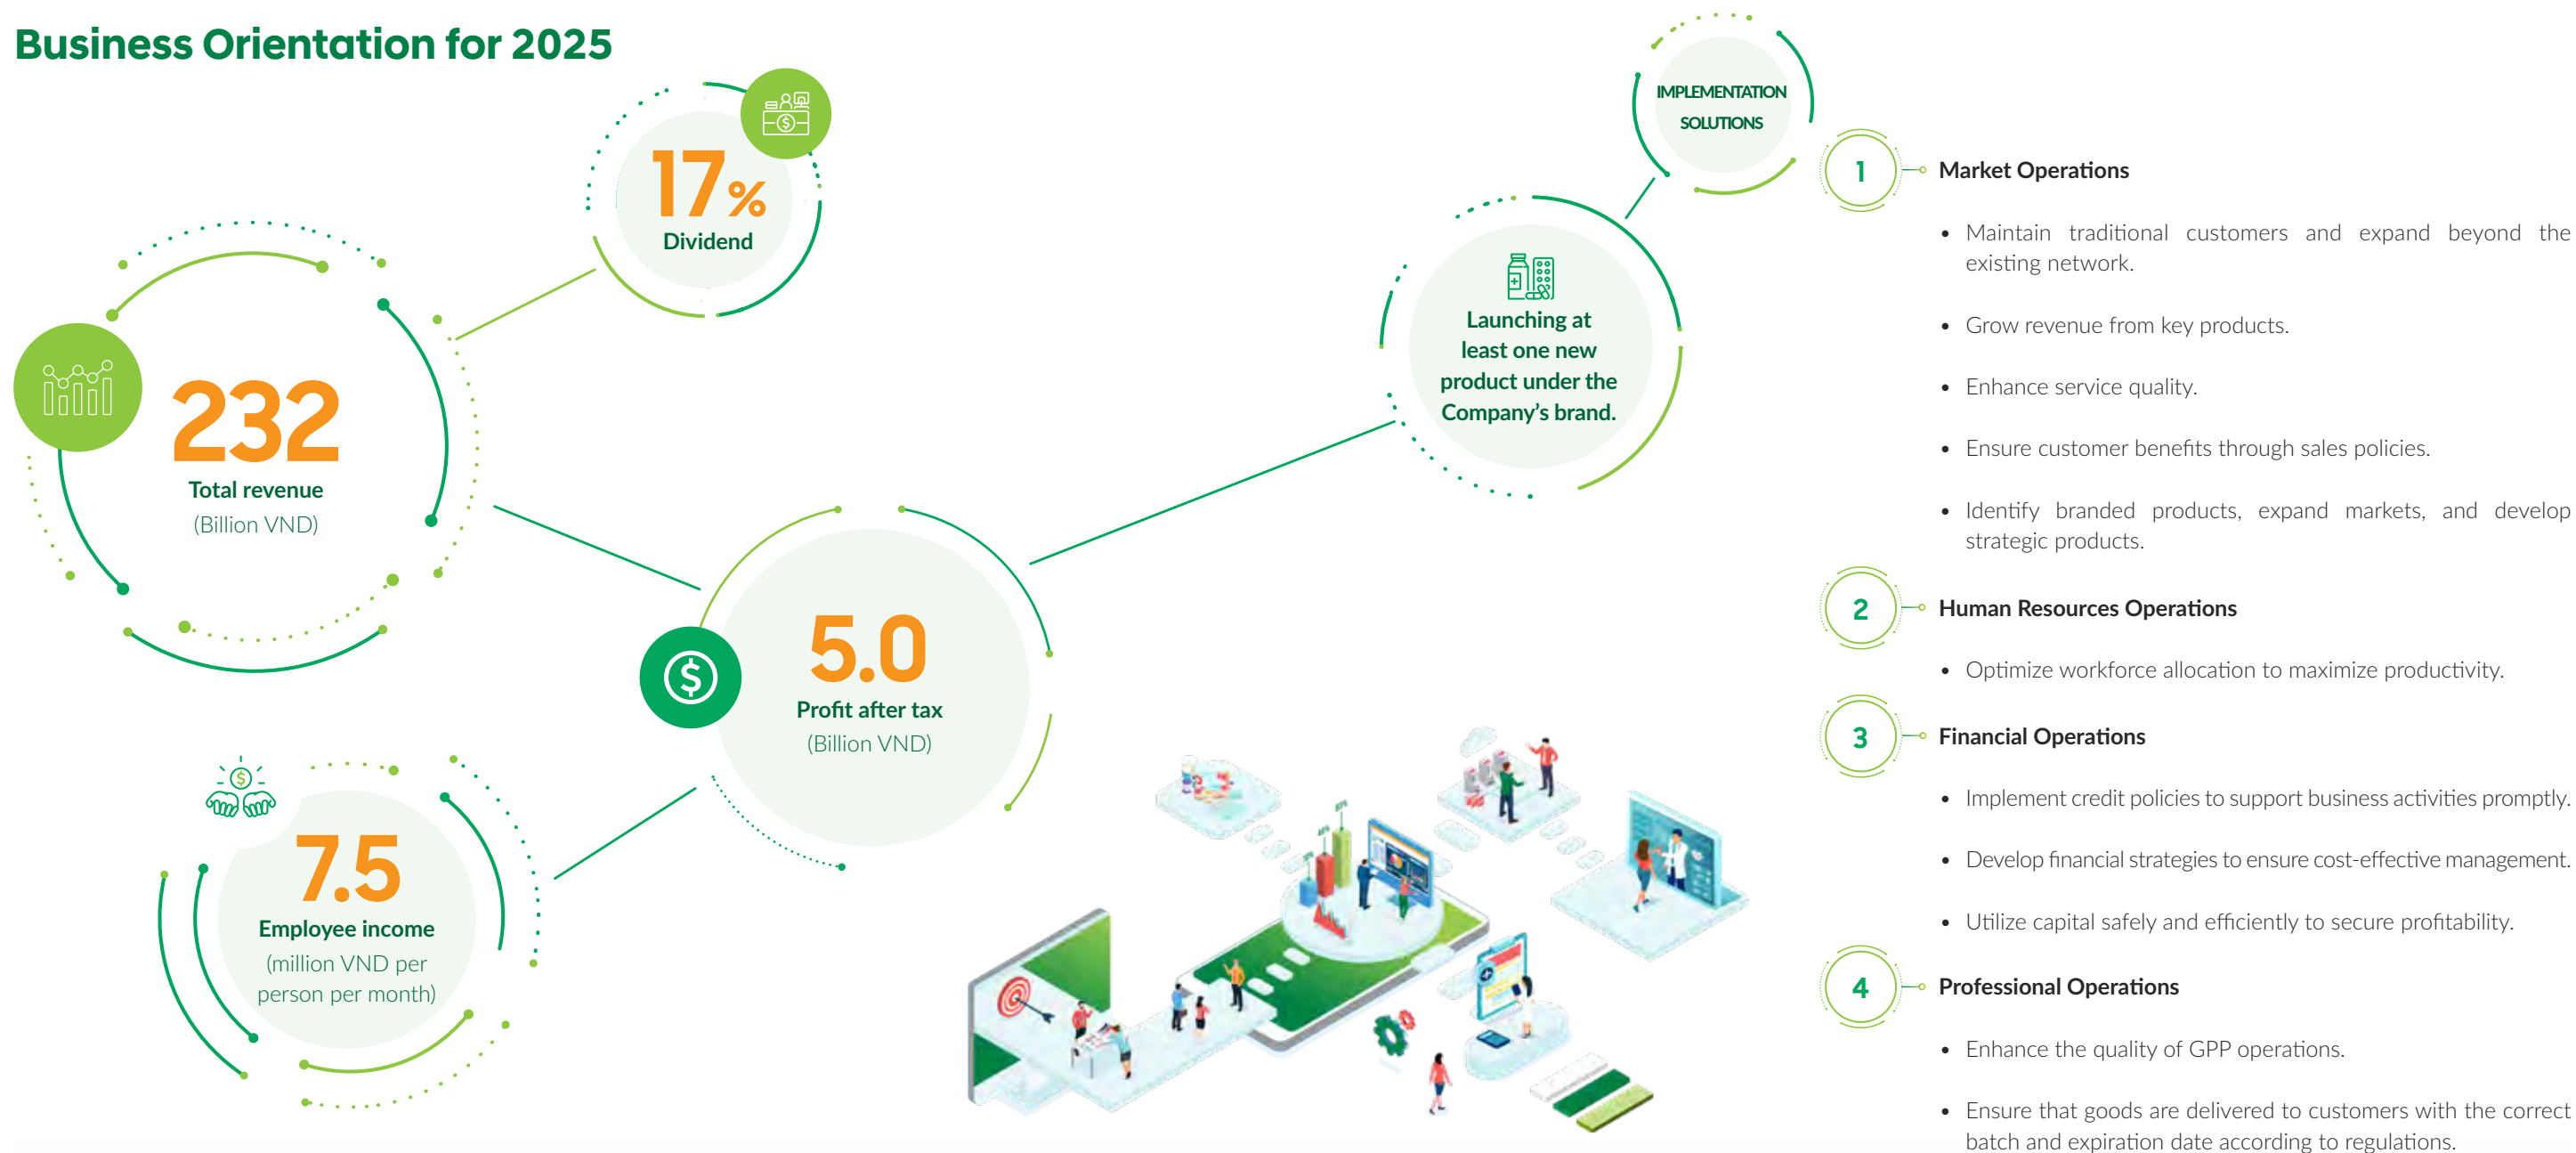 Business Orientation for 2025
17%
Dividend
232
Total revenue
(Billion VND)
5.0
Profit after tax
(Billion VND)
7.5
Employee income
(million VND per
person per month)
Launching at
least one new
product under the
Company's brand.
IMPLEMENTATION
SOLUTIONS
1
Market Operations
• Maintain traditional customers and expand beyond the
existing network.
• Grow revenue from key products.
• Enhance service quality.
• Ensure customer benefits through sales policies.
• Identify branded products, expand markets, and develop
strategic products.
2
Human Resources Operations
• Optimize workforce allocation to maximize productivity.
3
Financial Operations
• Implement credit policies to support business activities promptly.
• Develop financial strategies to ensure cost-effective management.
• Utilize capital safely and efficiently to secure profitability.
4
Professional Operations
• Enhance the quality of GPP operations.
• Ensure that goods are delivered to customers with the correct
batch and expiration date according to regulations.